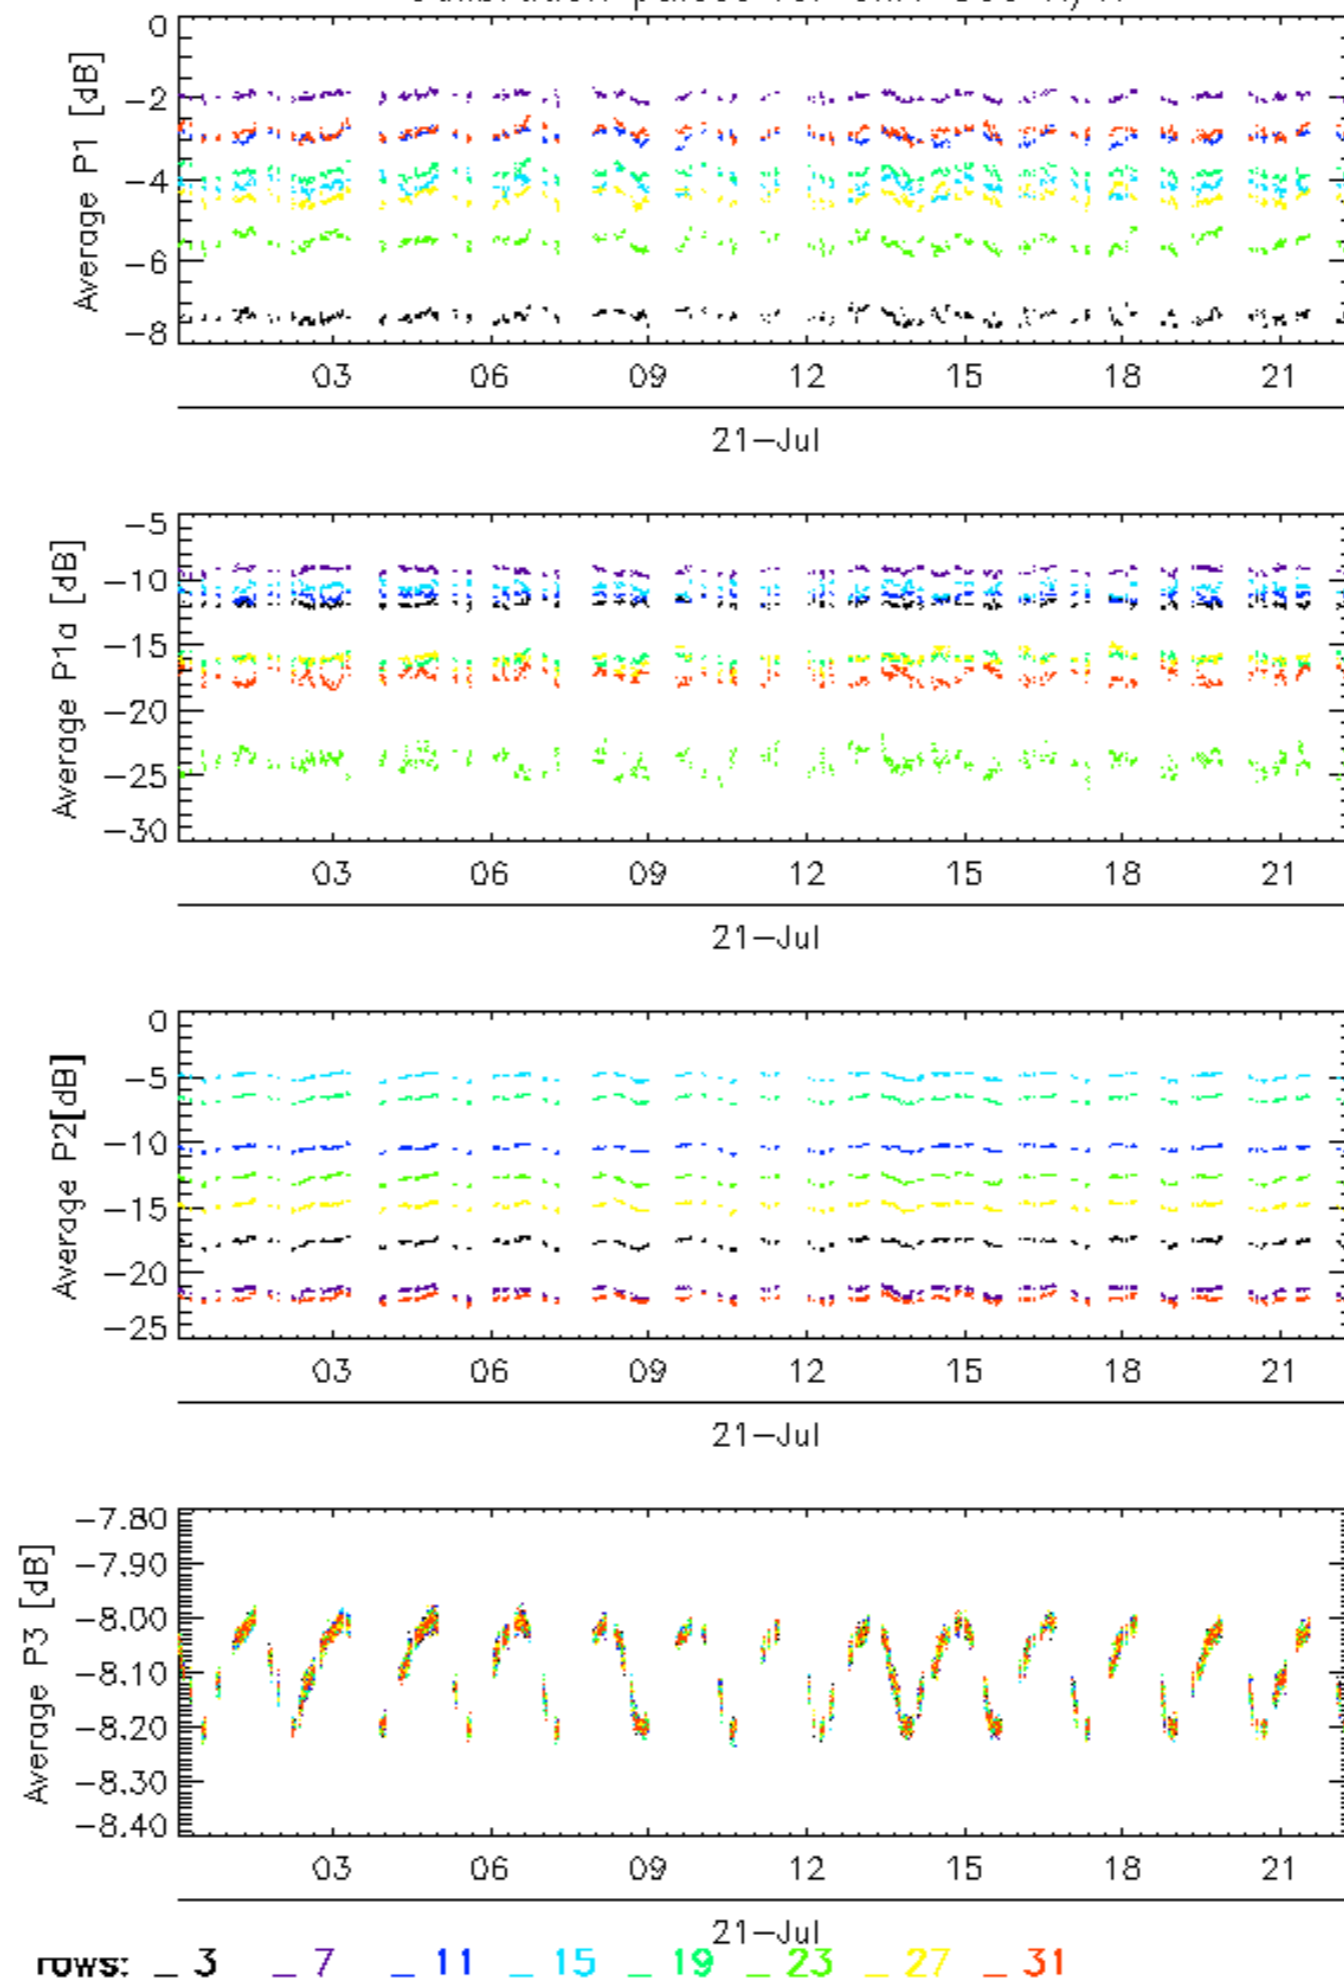 Average P1 [dB]
0
−2
−4
−6
−8
03 06 09 12 15 18 21
21−Jul
Average P1a [dB]
−5
−10
−15
−20
−25
−30
03 06 09 12 15 18 21
21−Jul
Average P2[dB]
0
−5
−10
−15
−20
−25
03 06 09 12 15 18 21
21−Jul
Average P3 [dB]
−7.80
−7.90
−8.00
−8.10
−8.20
−8.30
−8.40
03 06 09 12 15 18 21
21−Jul
rows: _ 3 _ 7 _ 11 _ 15 _ 19 _ 23 _ 27 _ 31